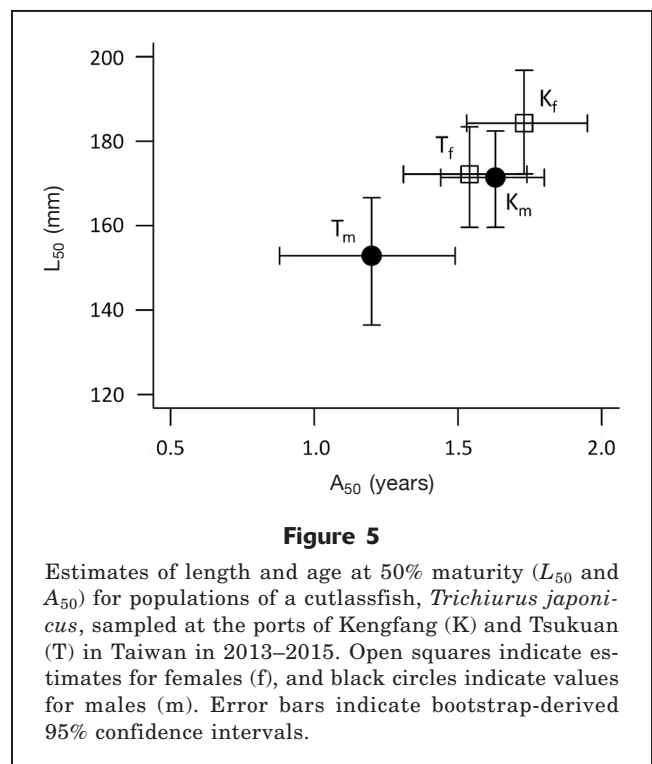 200
180
160
140
120
L50 (mm)
Kf
Tf
Km
Tm
0.5 1.0 1.5 2.0
A50 (years)
Figure 5
Estimates of length and age at 50% maturity (L50 and
A50) for populations of a cutlassfish, Trichiurus japoni-
cus, sampled at the ports of Kengfang (K) and Tsukuan
(T) in Taiwan in 2013–2015. Open squares indicate es-
timates for females (f), and black circles indicate values
for males (m). Error bars indicate bootstrap-derived
95% confidence intervals.